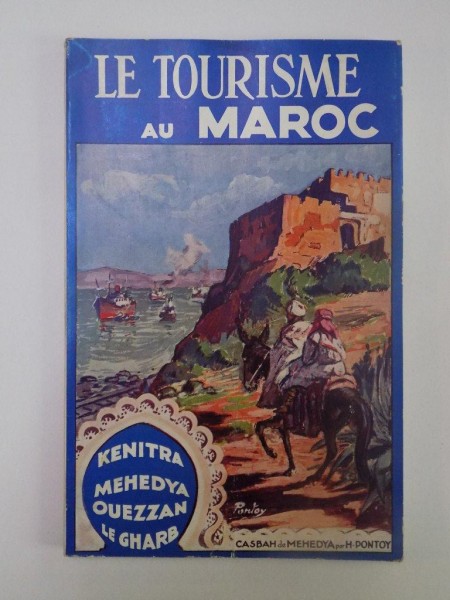 LE TOURISME
AU MAROC
KENITRA
MEHEDYA
OUEZZAN
LE GHARB
Pontoy
CASBAH de MEHEDYA par H-PONTOY